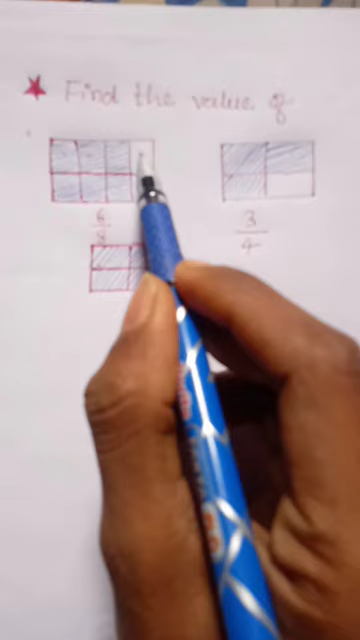 ★ Find the value of
6/8
3/4